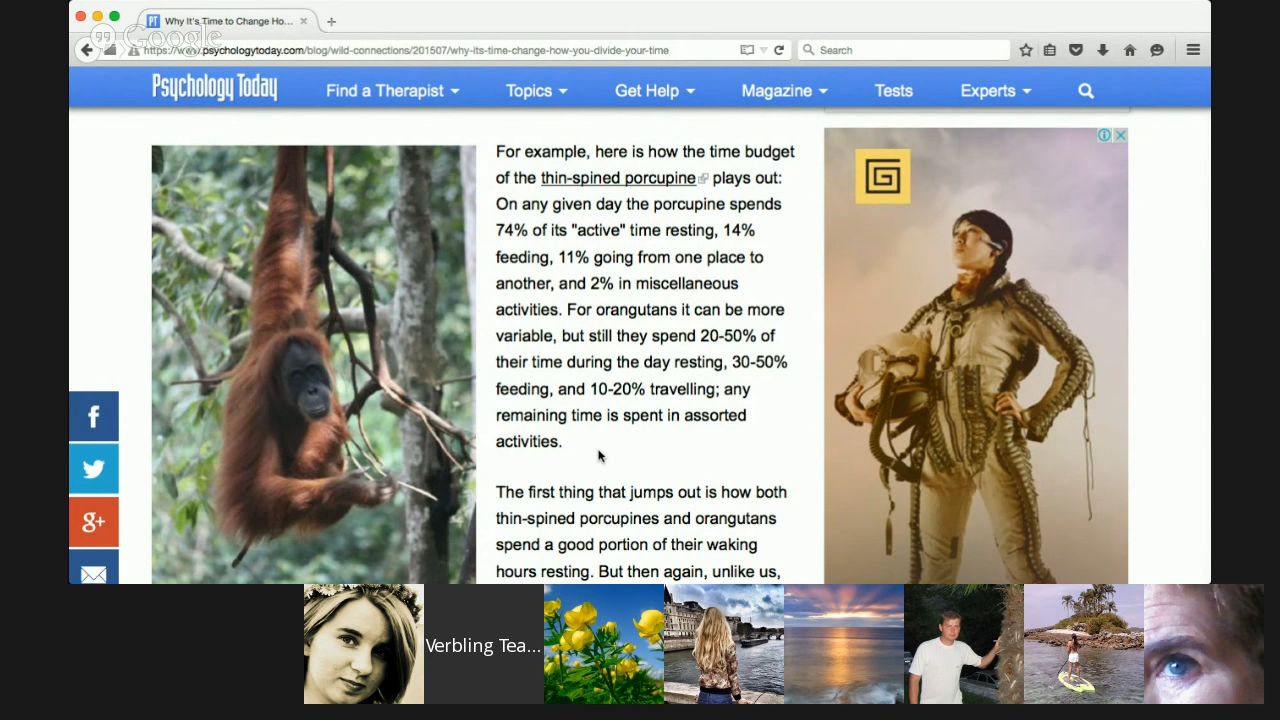 PT Why It's Time to Change Ho...
Google
https://www.psychologytoday.com/blog/wild-connections/201507/why-its-time-change-how-you-divide-your-time
Search
Psychology Today
Find a Therapist
Topics
Get Help
Magazine
Tests
Experts
For example, here is how the time budget
of the thin-spined porcupine plays out:
On any given day the porcupine spends
74% of its "active" time resting, 14%
feeding, 11% going from one place to
another, and 2% in miscellaneous
activities. For orangutans it can be more
variable, but still they spend 20-50% of
their time during the day resting, 30-50%
feeding, and 10-20% travelling; any
remaining time is spent in assorted
activities.
The first thing that jumps out is how both
thin-spined porcupines and orangutans
spend a good portion of their waking
hours resting. But then again, unlike us,
f
g+
Verbling Tea...